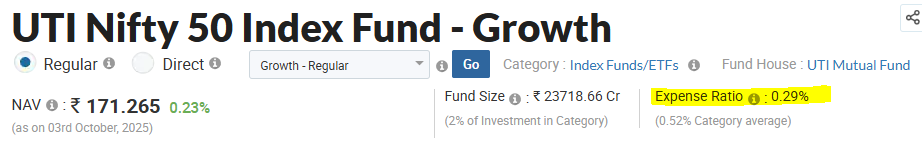 UTI Nifty 50 Index Fund - Growth
Regular Direct Growth - Regular Go Category : Index Funds/ETFs Fund House : UTI Mutual Fund
NAV : ₹ 171.265 0.23% Fund Size : ₹ 23718.66 Cr Expense Ratio : 0.29%
(as on 03rd October, 2025) (2% of Investment in Category) (0.52% Category average)